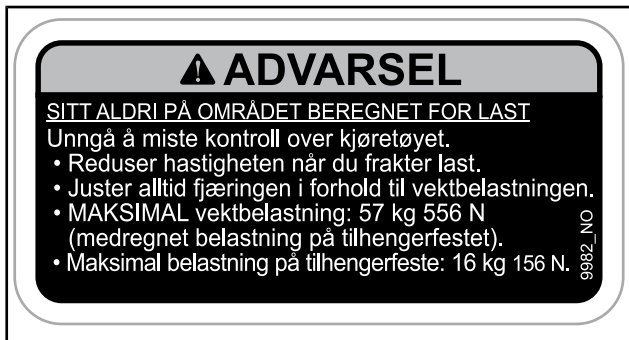 ⚠ ADVARSEL
SITT ALDRI PÅ OMRÅDET BEREGNET FOR LAST
Unngå å miste kontroll over kjøretøyet.
• Reduser hastigheten når du frakter last.
• Juster alltid fjæringen i forhold til vektbelastningen.
• MAKSIMAL vektbelastning: 57 kg 556 N
(medregnet belastning på tilhengerfestet).
• Maksimal belastning på tilhengerfeste: 16 kg 156 N.
9982_NO